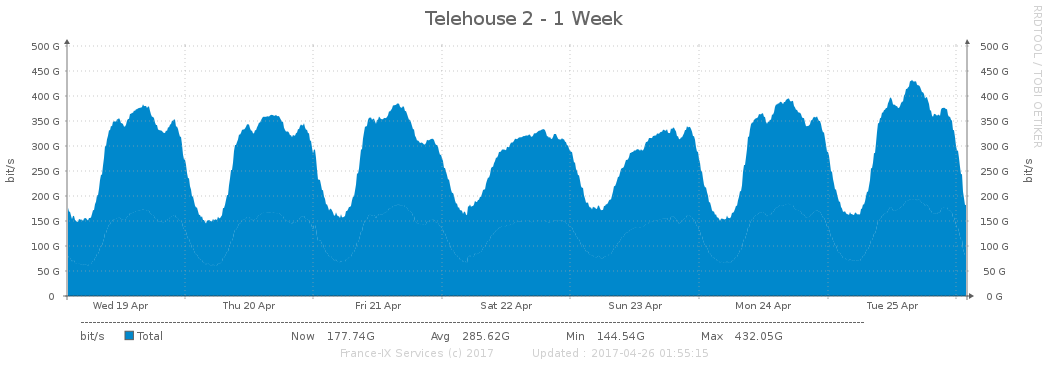 Telehouse 2 - 1 Week
RRDTOOL / TOBI OETIKER
500 G 500 G
450 G 450 G
400 G 400 G
350 G 350 G
300 G 300 G
250 G 250 G
200 G 200 G
150 G 150 G
100 G 100 G
50 G 50 G
0 0 G
bit/s
bit/s
Wed 19 Apr Thu 20 Apr Fri 21 Apr Sat 22 Apr Sun 23 Apr Mon 24 Apr Tue 25 Apr
bit/s Total Now 177.74G Avg 285.62G Min 144.54G Max 432.05G
France-IX Services (c) 2017 Updated : 2017-04-26 01:55:15